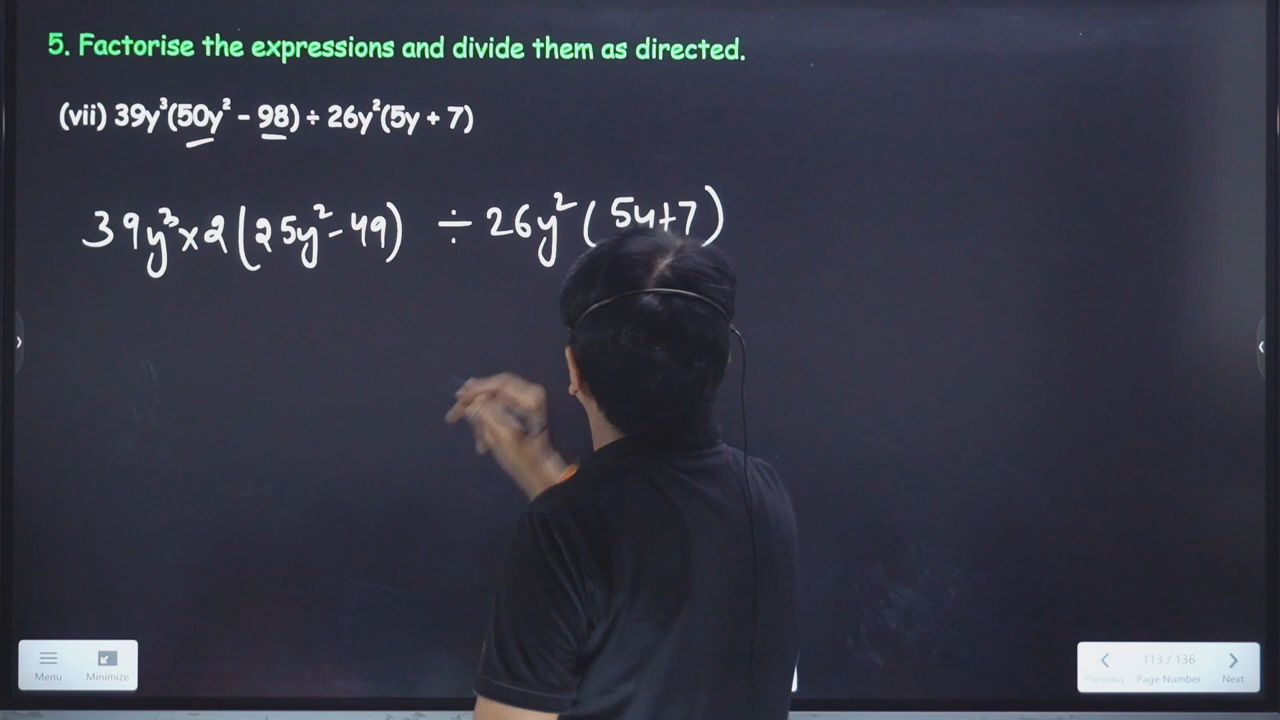 5. Factorise the expressions and divide them as directed.
(vii) 39y³(50y² - 98) ÷ 26y²(5y + 7)
39y³×2(25y²-49) ÷ 26y²(5y+7)
Menu Minimize
113 / 136
Previous Page Number Next